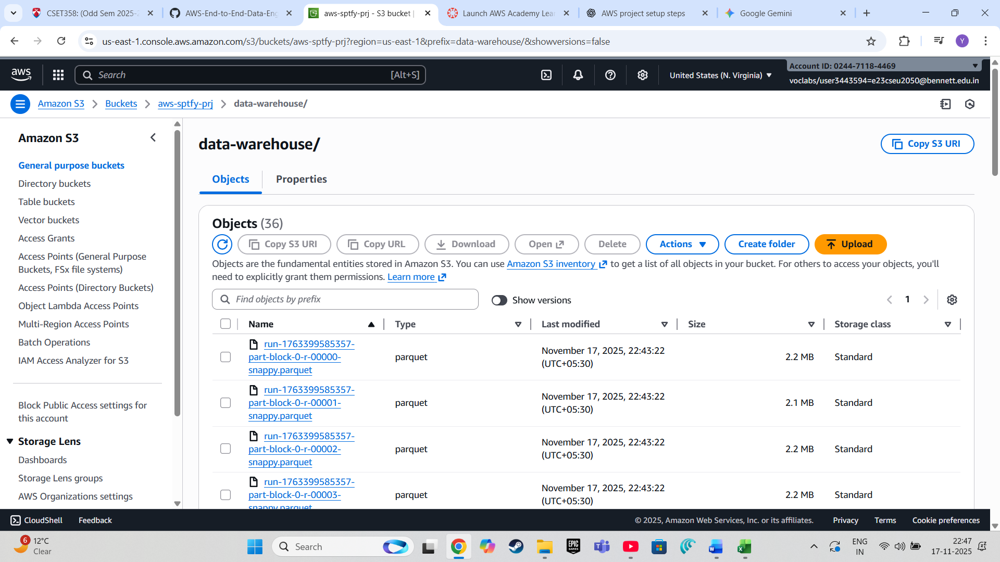 CSET358: (Odd Sem 2025-2
AWS-End-to-End-Data-Eng
aws-sptfy-prj - S3 bucket |
Launch AWS Academy Lear
AWS project setup steps
Google Gemini
us-east-1.console.aws.amazon.com/s3/buckets/aws-sptfy-prj?region=us-east-1&prefix=data-warehouse/&showversions=false
Y
aws
Search
[Alt+S]
United States (N. Virginia)
Account ID: 0244-7118-4469
voclabs/user3443594=e23cseu2050@bennett.edu.in
Amazon S3
Buckets
aws-sptfy-prj
data-warehouse/
Amazon S3
General purpose buckets
Directory buckets
Table buckets
Vector buckets
Access Grants
Access Points (General Purpose
Buckets, FSx file systems)
Access Points (Directory Buckets)
Object Lambda Access Points
Multi-Region Access Points
Batch Operations
IAM Access Analyzer for S3
Block Public Access settings for
this account
Storage Lens
Dashboards
Storage Lens groups
AWS Organizations settings
data-warehouse/
Copy S3 URI
Objects
Properties
Objects (36)
Copy S3 URI
Copy URL
Download
Open
Delete
Actions
Create folder
Upload
Objects are the fundamental entities stored in Amazon S3. You can use Amazon S3 inventory to get a list of all objects in your bucket. For others to access your objects, you'll
need to explicitly grant them permissions. Learn more
Find objects by prefix
Show versions
1
Name
Type
Last modified
Size
Storage class
run-1763399585357-
part-block-0-r-00000-
snappy.parquet
parquet
November 17, 2025, 22:43:22
(UTC+05:30)
2.2 MB
Standard
run-1763399585357-
part-block-0-r-00001-
snappy.parquet
parquet
November 17, 2025, 22:43:22
(UTC+05:30)
2.1 MB
Standard
run-1763399585357-
part-block-0-r-00002-
snappy.parquet
parquet
November 17, 2025, 22:43:22
(UTC+05:30)
2.2 MB
Standard
run-1763399585357-
part-block-0-r-00003-
snappy.parquet
parquet
November 17, 2025, 22:43:22
(UTC+05:30)
2.2 MB
Standard
CloudShell
Feedback
© 2025, Amazon Web Services, Inc. or its affiliates.
Privacy
Terms
Cookie preferences
6
12°C
Clear
Search
EPIC
GAMES
ENG
IN
22:47
17-11-2025